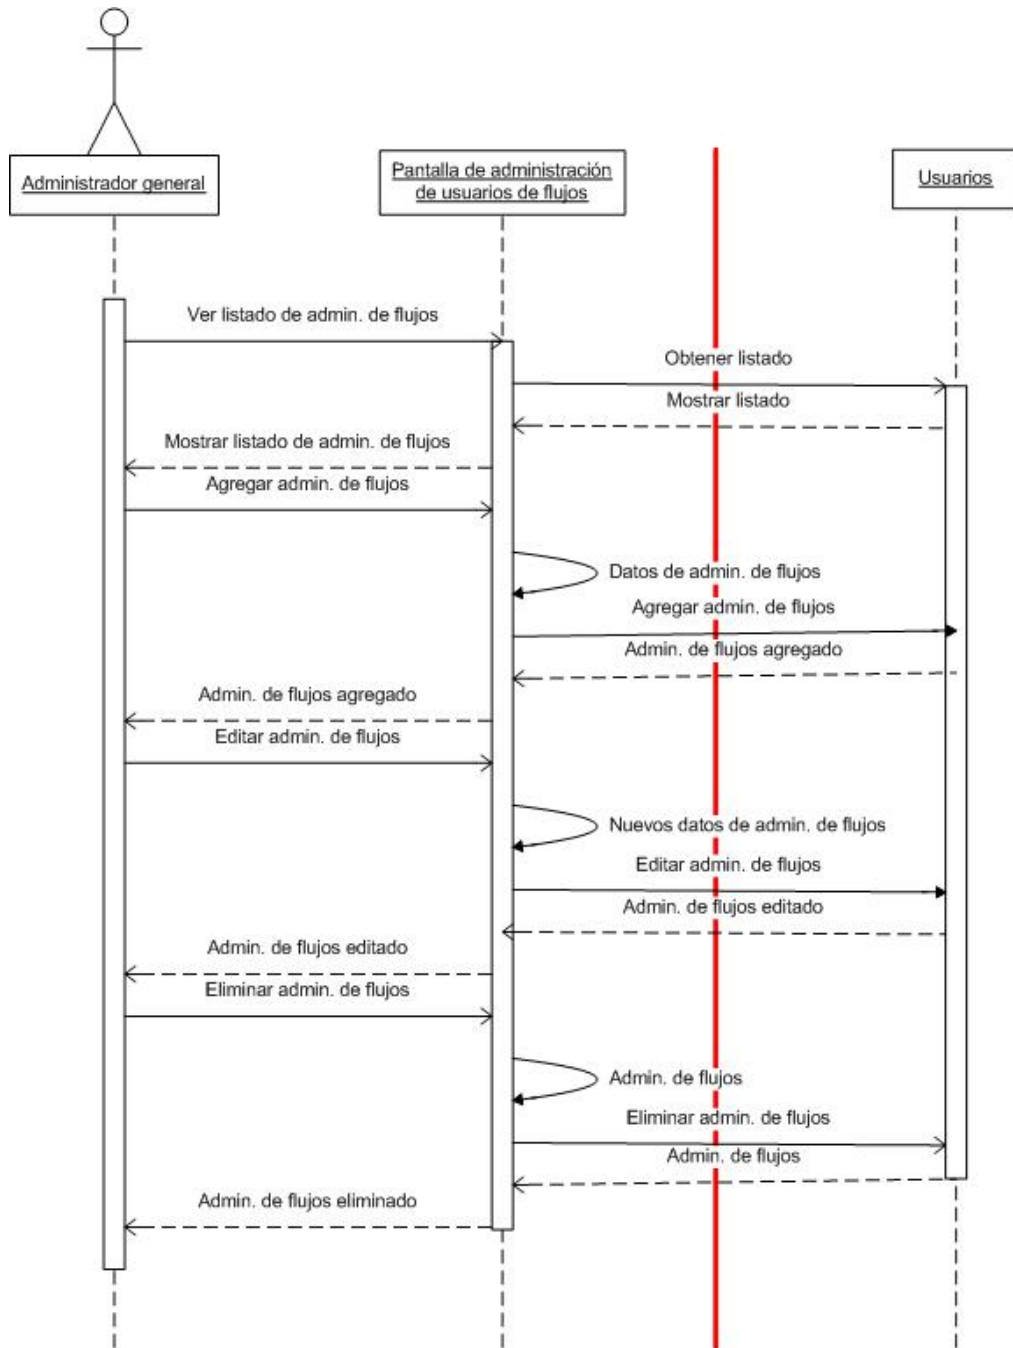 Administrador general
Pantalla de administración
de usuarios de flujos
Usuarios
Ver listado de admin. de flujos
Obtener listado
Mostrar listado
Mostrar listado de admin. de flujos
Agregar admin. de flujos
Datos de admin. de flujos
Agregar admin. de flujos
Admin. de flujos agregado
Admin. de flujos agregado
Editar admin. de flujos
Nuevos datos de admin. de flujos
Editar admin. de flujos
Admin. de flujos editado
Admin. de flujos editado
Eliminar admin. de flujos
Admin. de flujos
Eliminar admin. de flujos
Admin. de flujos
Admin. de flujos eliminado